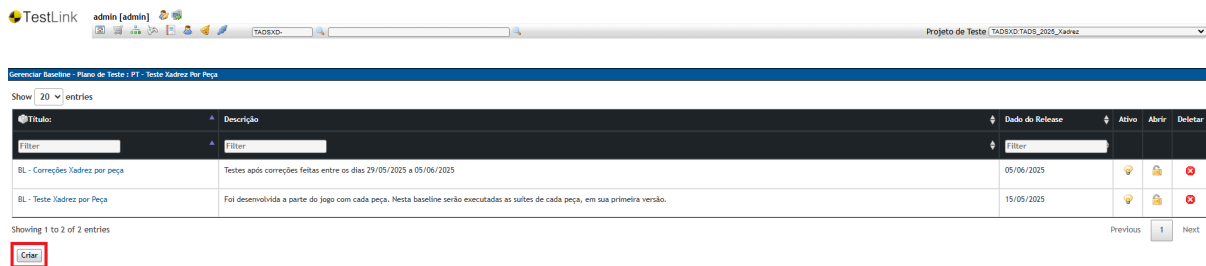 TestLink admin [admin]
TADSXD- Projeto de Teste TADSXD:TADS_2025_Xadrez
Gerenciar Baseline - Plano de Teste : PT - Teste Xadrez Por Peça
Show 20 entries
Título: Descrição Dado do Release Ativo Abrir Deletar
Filter Filter Filter
BL - Correções Xadrez por peça Testes após correções feitas entre os dias 29/05/2025 a 05/06/2025 05/06/2025
BL - Teste Xadrez por Peça Foi desenvolvida a parte do jogo com cada peça. Nesta baseline serão executadas as suítes de cada peça, em sua primeira versão. 15/05/2025
Showing 1 to 2 of 2 entries Previous 1 Next
Criar